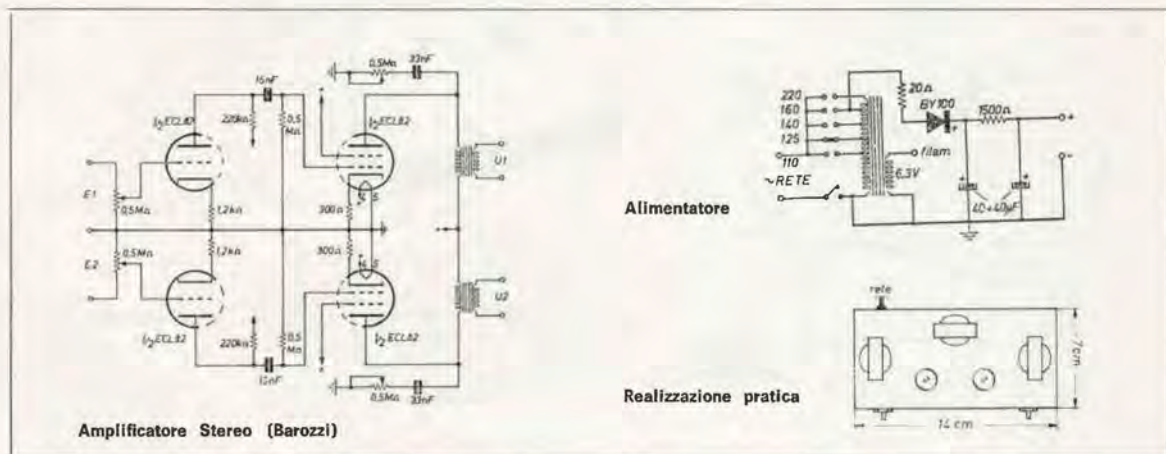 0,5MΩ
33nF
15nF
½ECL82
220kΩ
0,5
MΩ
½ECL82
E1
0,5MΩ
1,2kΩ
300Ω
U1
E2
0,5MΩ
1,2kΩ
300Ω
U2
½ECL82
220kΩ
0,5
MΩ
½ECL82
0,5MΩ
33nF
Amplificatore Stereo (Barozzi)
220
160
140
125
110
~RETE
20Ω
BY100
1500Ω
+
+
filam.
6,3V
+
+
-
40+40µF
Alimentatore
rete
7cm
14 cm
Realizzazione pratica